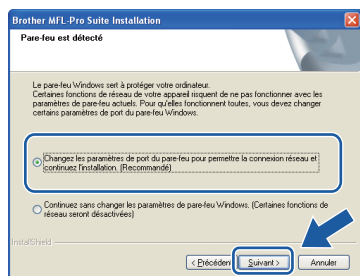 Brother MFL-Pro Suite Installation
Pare-feu est détecté
Le pare-feu Windows sert à protéger votre ordinateur.
Certaines fonctions de réseau de votre appareil risquent de ne pas fonctionner avec les
paramètres de pare-feu actuels. Pour qu'elles fonctionnent toutes, vous devez changer
certains paramètres de port du pare-feu Windows.
Changez les paramètres de port du pare-feu pour permettre la connexion réseau et
continuez l'installation. (Recommandé)
Continuez sans changer les paramètres de pare-feu Windows. (Certaines fonctions de
réseau seront désactivées)
InstallShield
< Précédent
Suivant >
Annuler